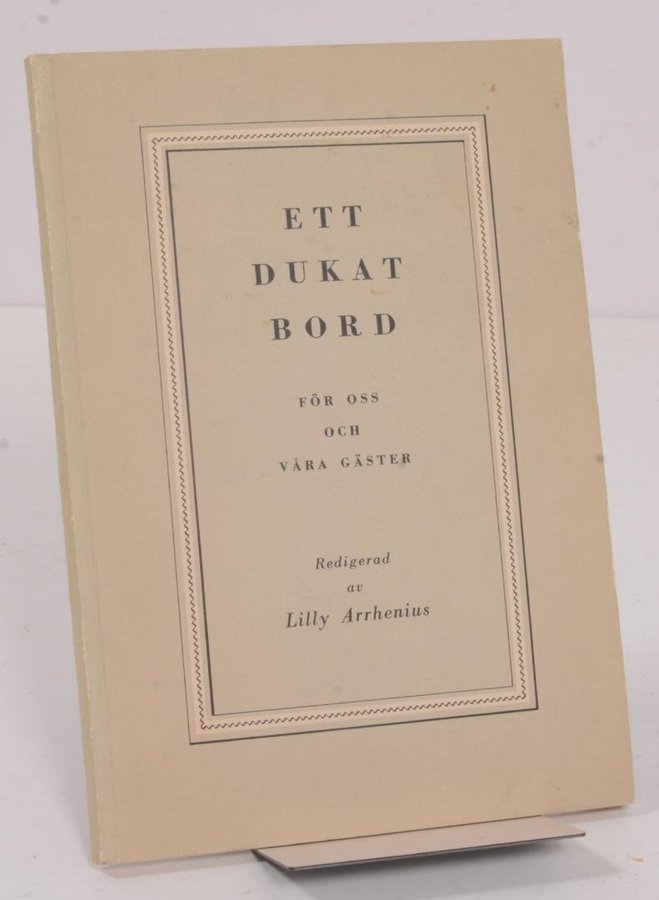 ETT
DUKAT
BORD
FÖR OSS
OCH
VÅRA GÄSTER
Redigerad
av
Lilly Arrhenius